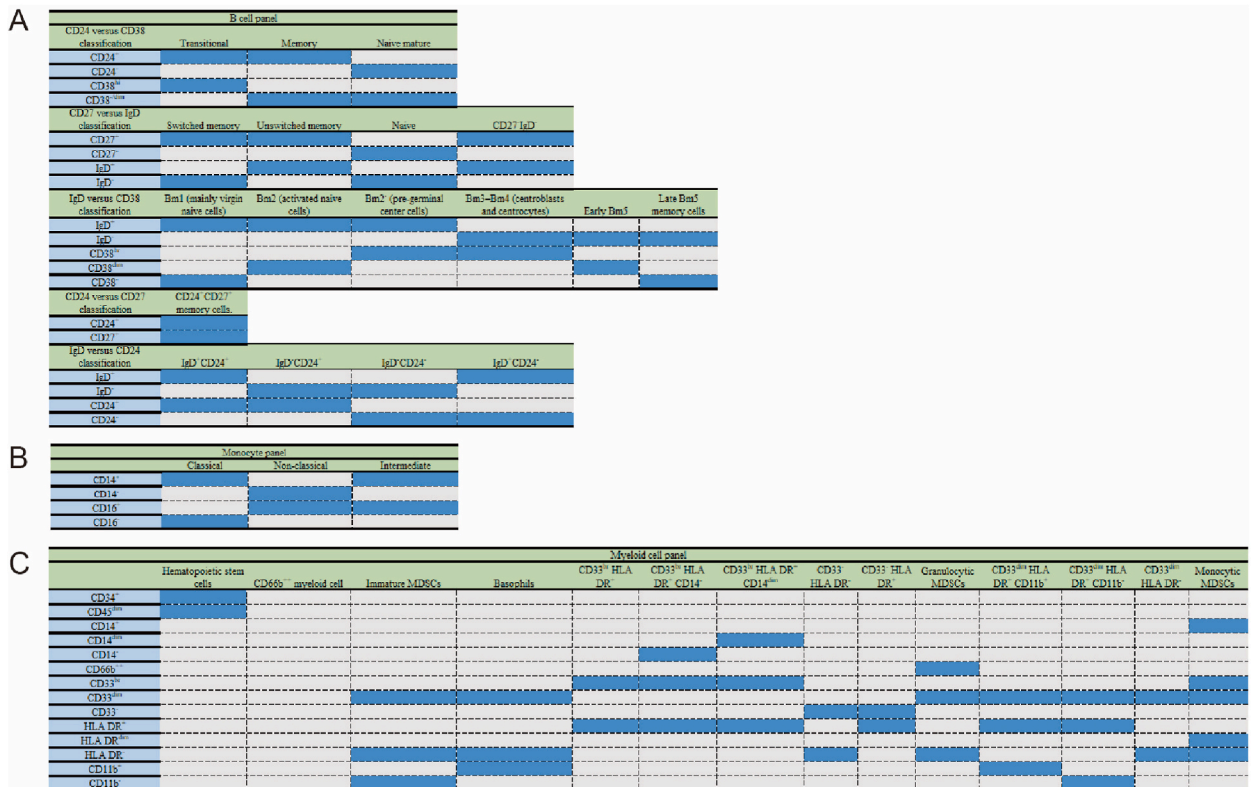 A
B cell panel
CD24 versus CD38 classification Transitional Memory Naive mature
CD24⁺
CD24⁻
CD38ʰⁱ
CD38⁻/ᵈⁱᵐ
CD27 versus IgD classification Switched memory Unswitched memory Naive CD27⁻IgD⁻
CD27⁺
CD27⁻
IgD⁺
IgD⁻
IgD versus CD38 classification Bm1 (mainly virgin naive cells) Bm2 (activated naive cells) Bm2' (pre-germinal center cells) Bm3–Bm4 (centroblasts and centrocytes) Early Bm5 Late Bm5 memory cells
IgD⁺
IgD⁻
CD38ʰⁱ
CD38ᵈⁱᵐ
CD38⁻
CD24 versus CD27 classification CD24⁺CD27⁺ memory cells.
CD24⁺
CD27⁺
IgD versus CD24 classification IgD⁺CD24⁺ IgD⁻CD24⁺ IgD⁻CD24⁻ IgD⁺CD24⁻
IgD⁺
IgD⁻
CD24⁺
CD24⁻
B
Monocyte panel
Classical Non-classical Intermediate
CD14⁺
CD14⁻
CD16⁺
CD16⁻
C
Myeloid cell panel
Hematopoietic stem cells CD66b⁺⁺ myeloid cell Immature MDSCs Basophils CD33ʰⁱ HLA DR⁺ CD33ʰⁱ HLA DR⁺ CD14⁻ CD33ʰⁱ HLA DR⁺ CD14ᵈⁱᵐ CD33⁻ HLA DR⁻ CD33⁻ HLA DR⁺ Granulocytic MDSCs CD33ᵈⁱᵐ HLA DR⁺ CD11b⁺ CD33ᵈⁱᵐ HLA DR⁺ CD11b⁻ CD33ᵈⁱᵐ HLA DR⁻ Monocytic MDSCs
CD34⁺
CD45ᵈⁱᵐ
CD14⁺
CD14ᵈⁱᵐ
CD14⁻
CD66b⁺⁺
CD33ʰⁱ
CD33ᵈⁱᵐ
CD33⁻
HLA DR⁺
HLA DRᵈⁱᵐ
HLA DR⁻
CD11b⁺
CD11b⁻